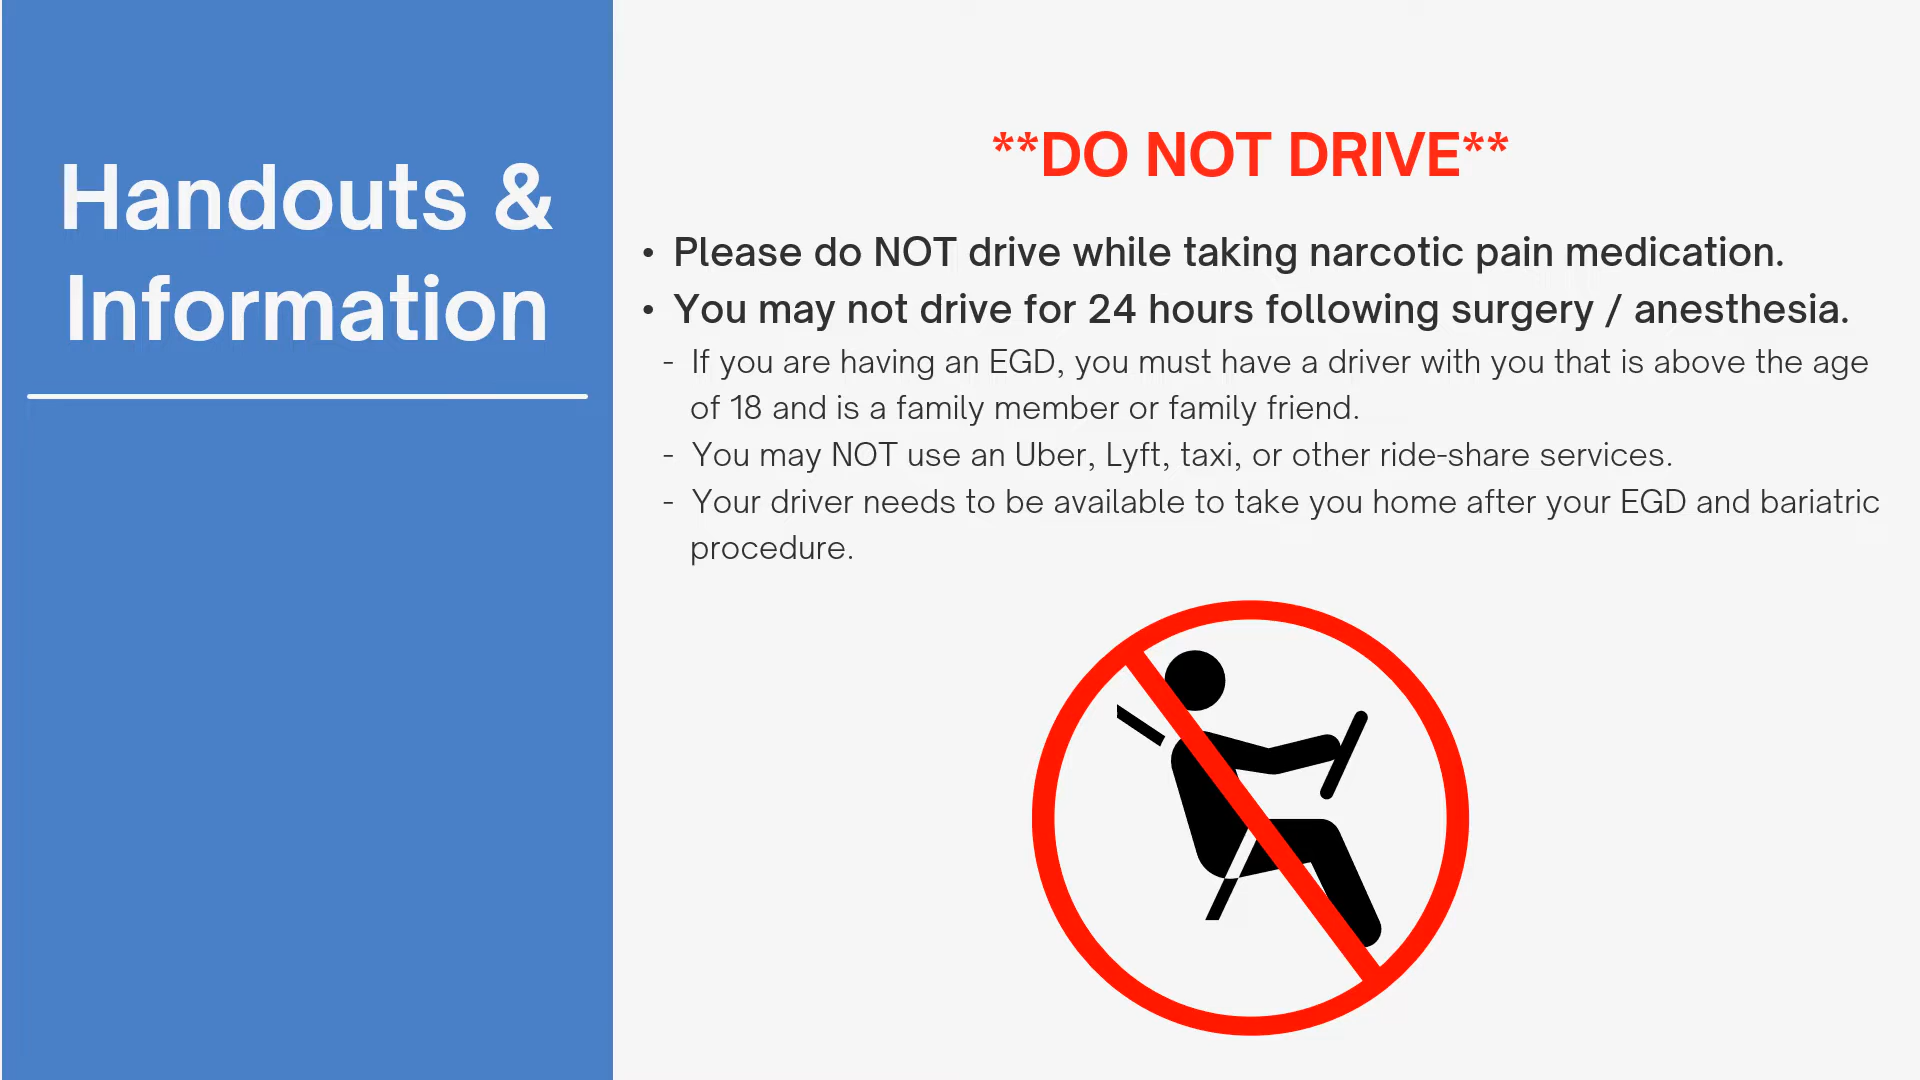 Handouts &
Information
**DO NOT DRIVE**
• Please do NOT drive while taking narcotic pain medication.
• You may not drive for 24 hours following surgery / anesthesia.
- If you are having an EGD, you must have a driver with you that is above the age
of 18 and is a family member or family friend.
- You may NOT use an Uber, Lyft, taxi, or other ride-share services.
- Your driver needs to be available to take you home after your EGD and bariatric
procedure.